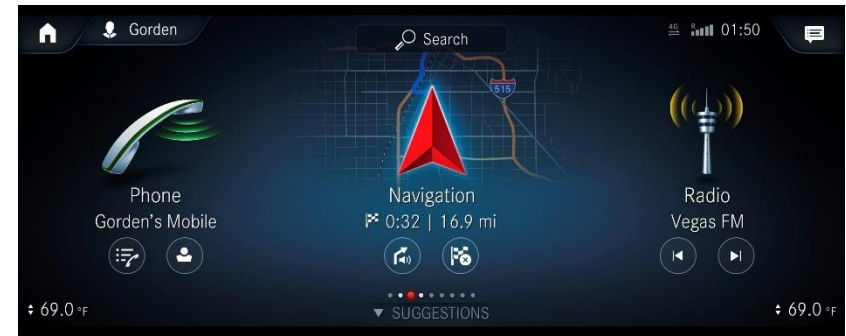 Gorden
Search
4G
R
01:50
515
Phone
Gorden's Mobile
Navigation
0:32 | 16.9 mi
Radio
Vegas FM
69.0 °F
SUGGESTIONS
69.0 °F